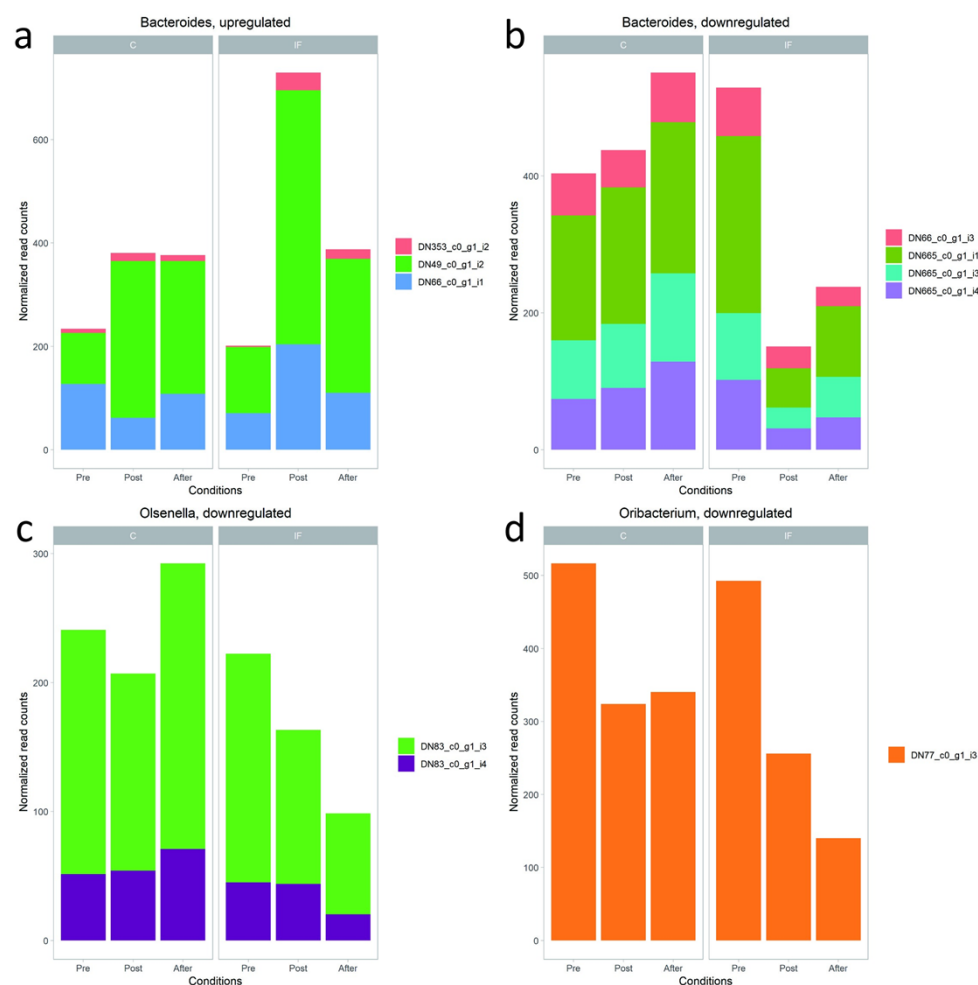 a
Bacteroides, upregulated
C
IF
Normalized read counts
600
400
200
0
Pre
Post
After
Pre
Post
After
Conditions
DN353_c0_g1_i2
DN49_c0_g1_i2
DN66_c0_g1_i1
b
Bacteroides, downregulated
C
IF
Normalized read counts
400
200
0
Pre
Post
After
Pre
Post
After
Conditions
DN66_c0_g1_i3
DN665_c0_g1_i1
DN665_c0_g1_i3
DN665_c0_g1_i4
c
Olsenella, downregulated
C
IF
Normalized read counts
300
200
100
0
Pre
Post
After
Pre
Post
After
Conditions
DN83_c0_g1_i3
DN83_c0_g1_i4
d
Oribacterium, downregulated
C
IF
Normalized read counts
500
400
300
200
100
0
Pre
Post
After
Pre
Post
After
Conditions
DN77_c0_g1_i3